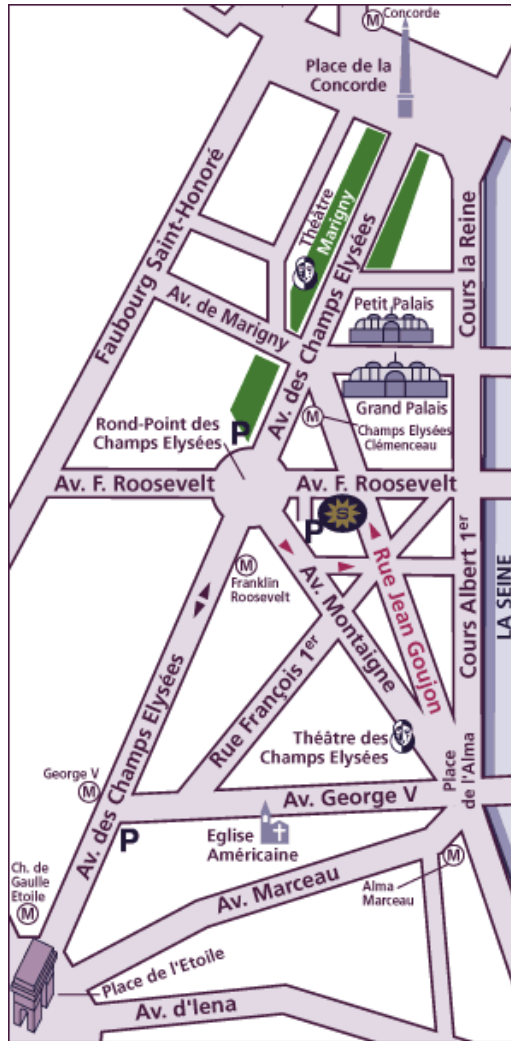 M Concorde
Place de la
Concorde
Faubourg Saint-Honoré
Théâtre
Marigny
Av. des Champs Elysées
Cours la Reine
Av. de Marigny
Petit Palais
Grand Palais
M Champs Elysées
Clémenceau
P
Rond-Point des
Champs Elysées
Av. F. Roosevelt
Av. F. Roosevelt
S
P
M
Franklin
Roosevelt
Av. Montaigne
Rue Jean Goujon
Cours Albert 1er
LA SEINE
Rue François 1er
Av. des Champs Elysées
Théâtre des
Champs Elysées
Place
de l'Alma
George V M
Av. George V
P
Eglise
Américaine
Ch. de
Gaulle
Etoile
M
Av. Marceau
Alma
Marceau
M
Place de l'Etoile
Av. d'Iena